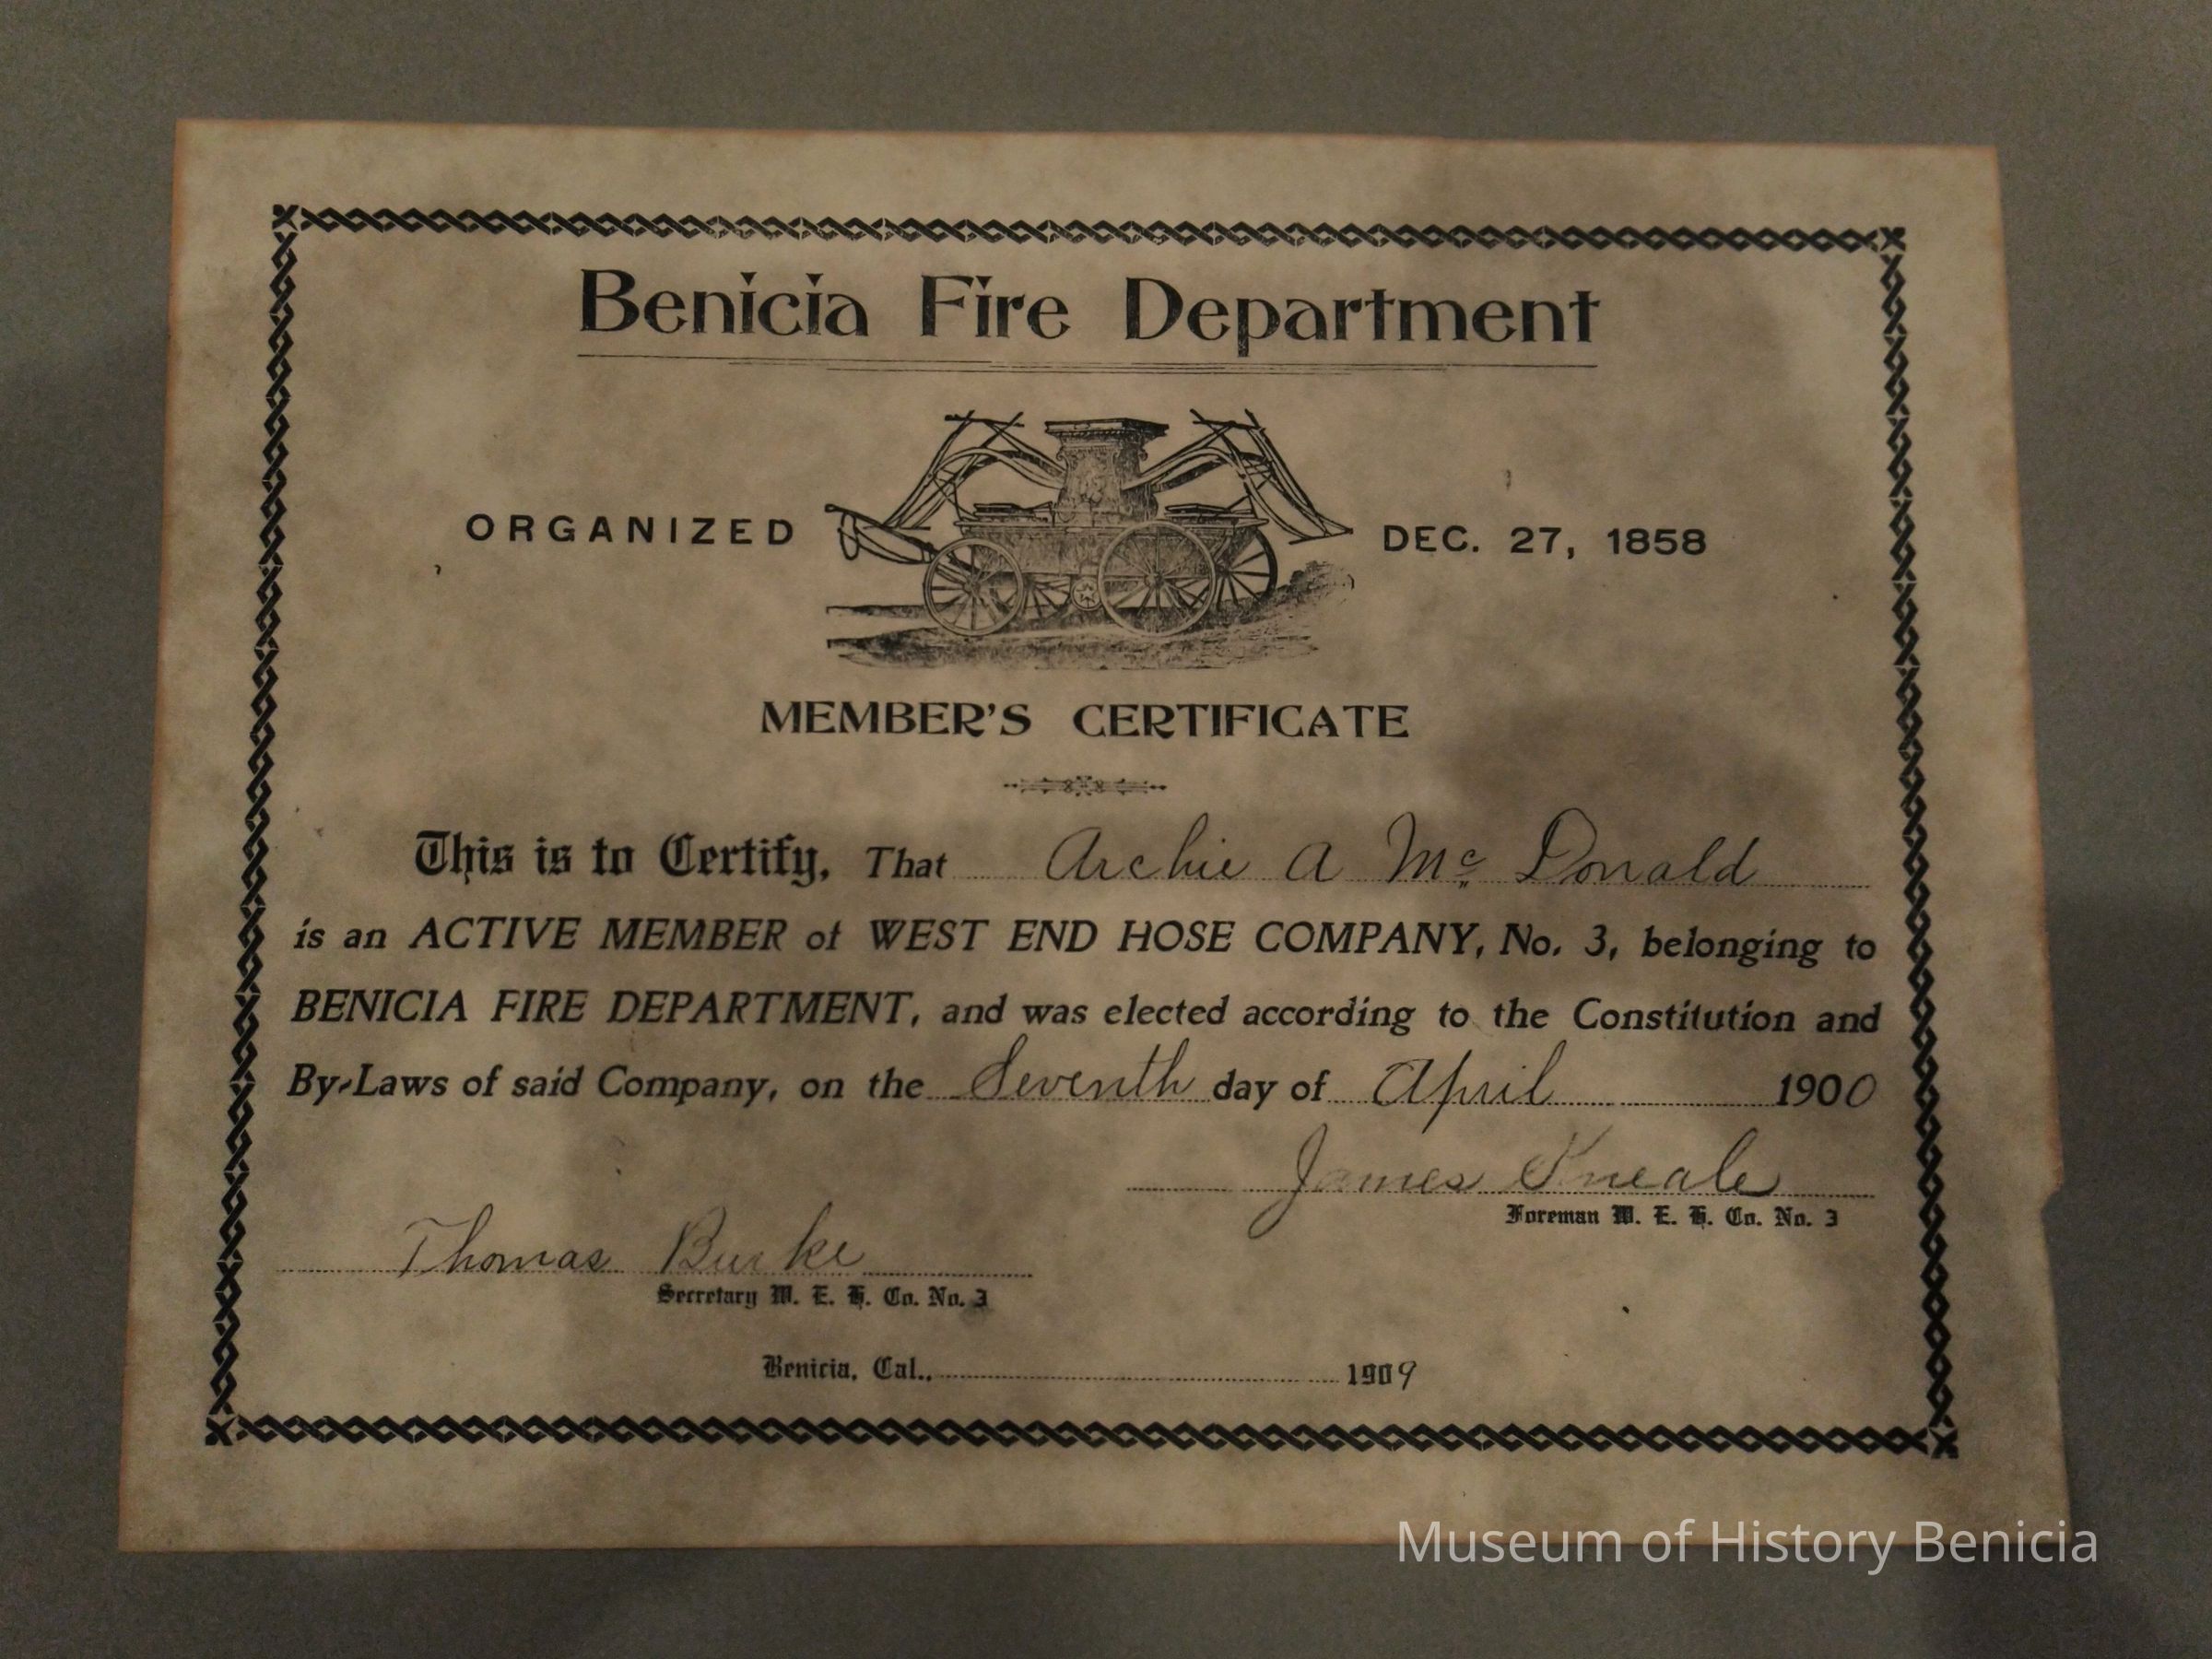 Benicia Fire Department
ORGANIZED DEC. 27, 1858
MEMBER'S CERTIFICATE
This is to Certify, That Archie A Mc Donald
is an ACTIVE MEMBER of WEST END HOSE COMPANY, No. 3, belonging to
BENICIA FIRE DEPARTMENT, and was elected according to the Constitution and
By-Laws of said Company, on the Seventh day of April 1900
James Kneale
Foreman W. E. H. Co. No. 3
Thomas Burke
Secretary W. E. H. Co. No. 3
Benicia, Cal., 1909
Museum of History Benicia